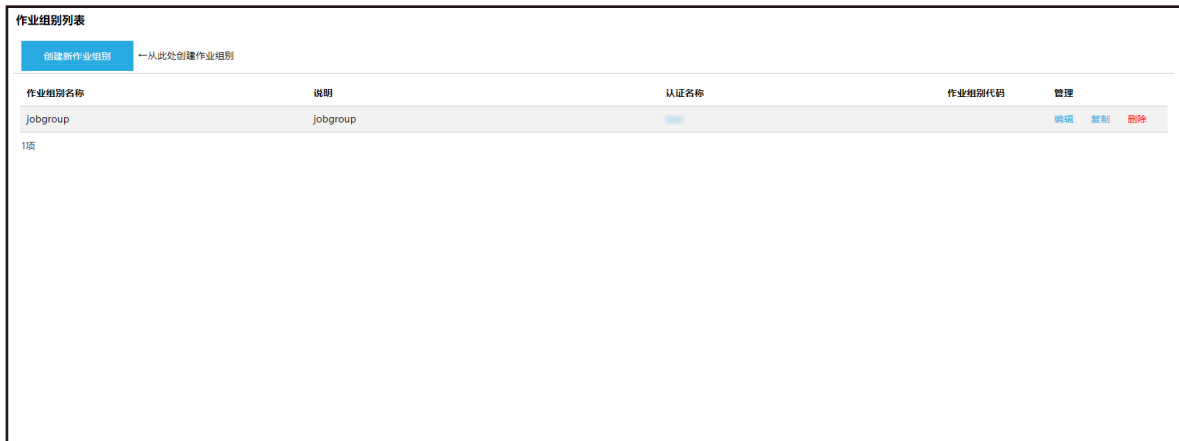 作业组别列表
创建新作业组别 ←从此处创建作业组别
作业组别名称 说明 认证名称 作业组别代码 管理
jobgroup jobgroup 编辑 复制 删除
1项